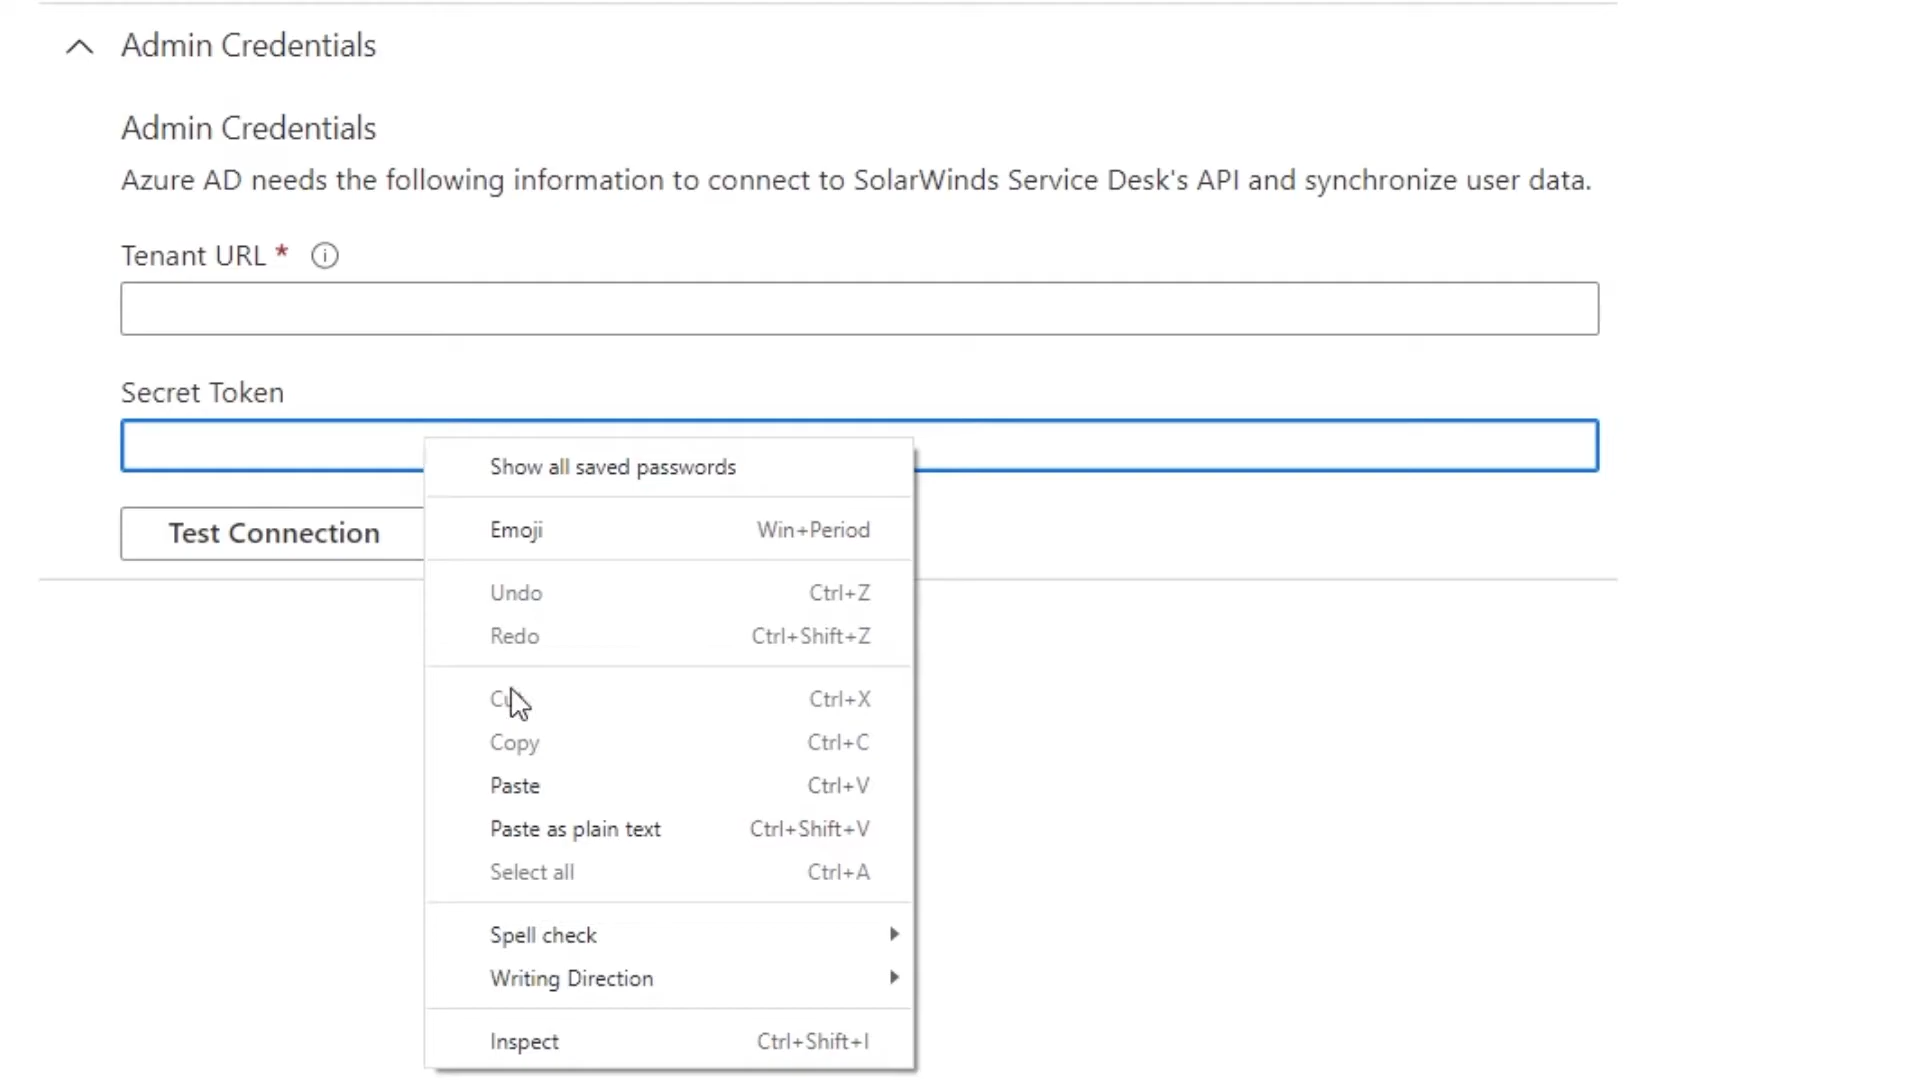 Admin Credentials
Admin Credentials
Azure AD needs the following information to connect to SolarWinds Service Desk's API and synchronize user data.
Tenant URL *
Secret Token
Show all saved passwords
Test Connection
Emoji Win+Period
Undo Ctrl+Z
Redo Ctrl+Shift+Z
Ctrl+X
Copy Ctrl+C
Paste Ctrl+V
Paste as plain text Ctrl+Shift+V
Select all Ctrl+A
Spell check
Writing Direction
Inspect Ctrl+Shift+I